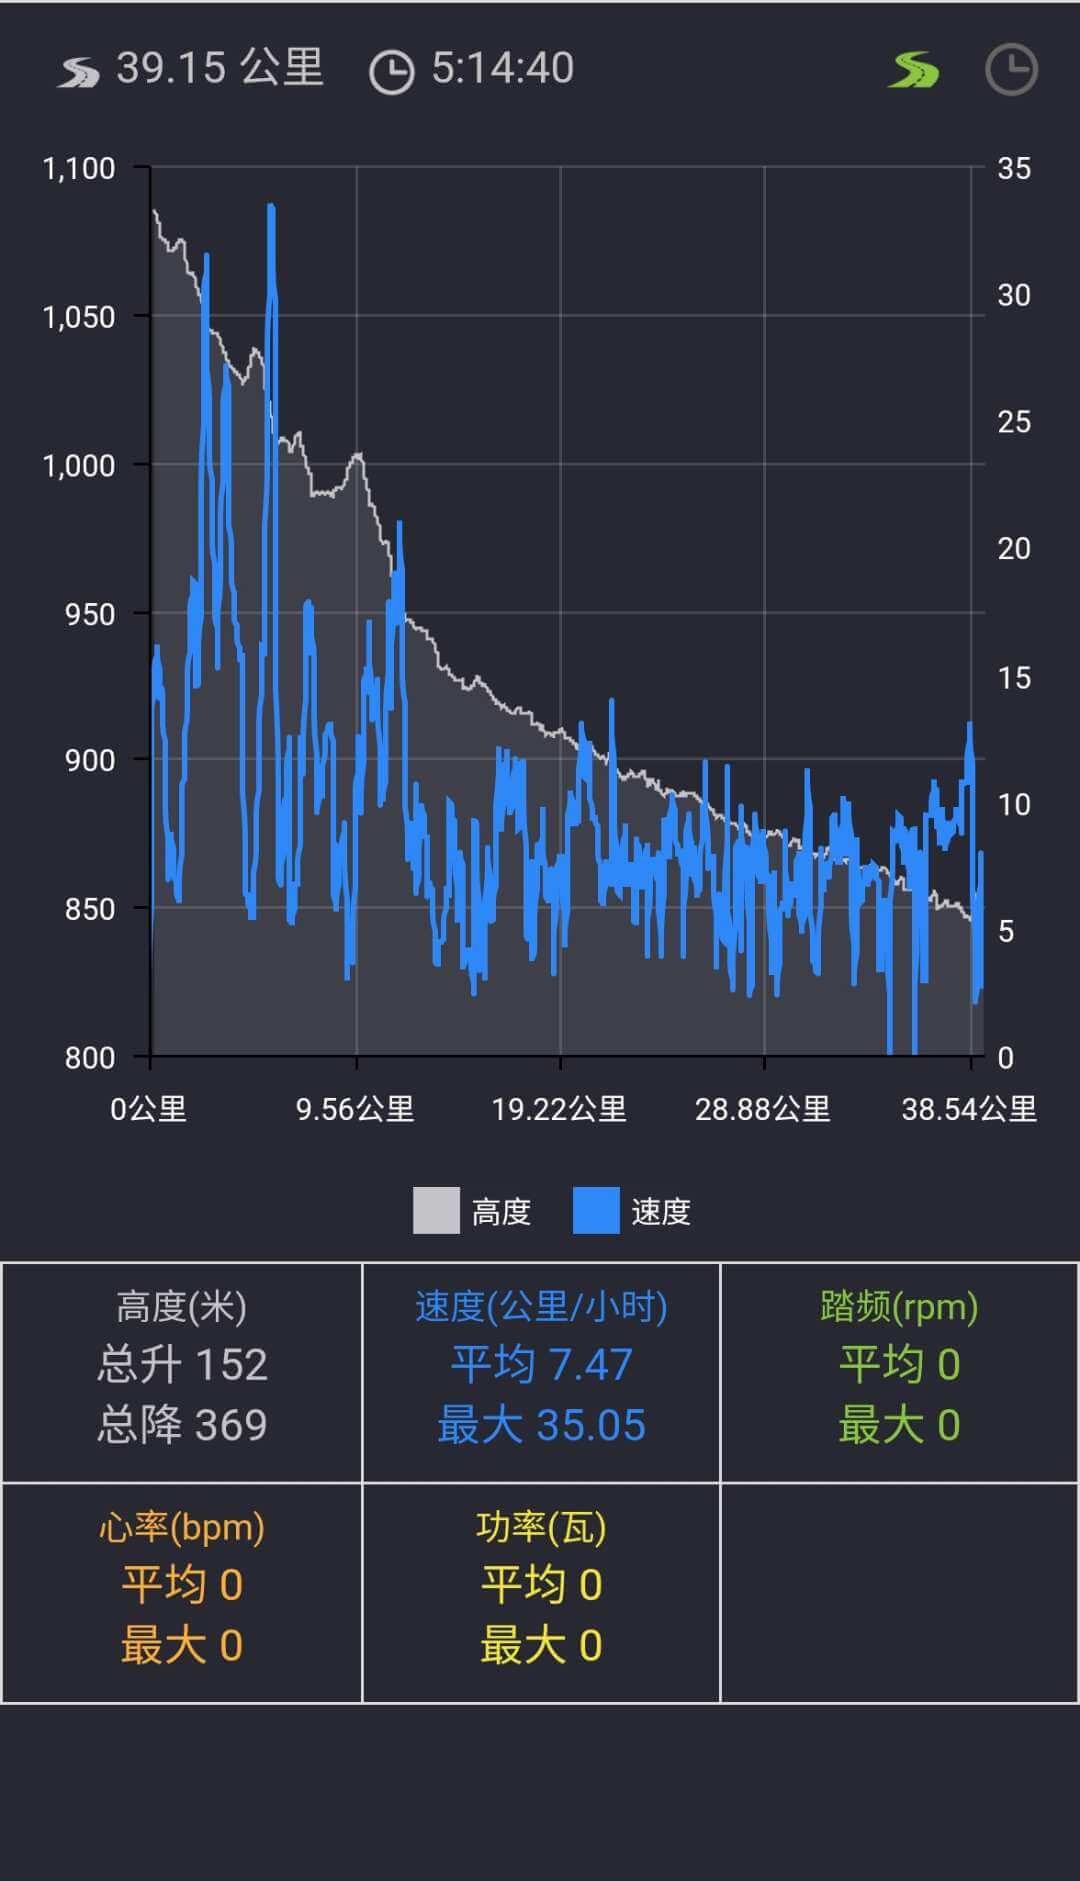 39.15 公里 5:14:40
1,100 35
30
1,050
25
1,000
20
950
15
900
10
850
5
800 0
0公里 9.56公里 19.22公里 28.88公里 38.54公里
高度 速度
高度(米)
总升 152
总降 369
速度(公里/小时)
平均 7.47
最大 35.05
踏频(rpm)
平均 0
最大 0
心率(bpm)
平均 0
最大 0
功率(瓦)
平均 0
最大 0